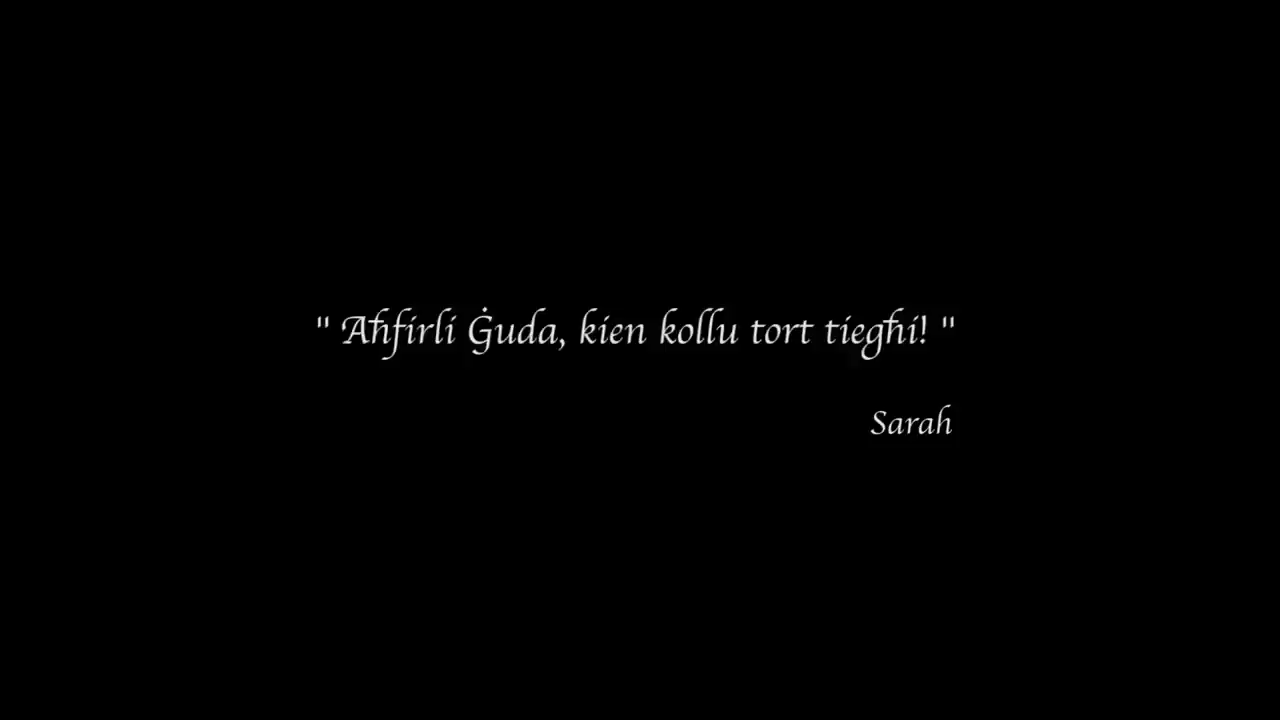 " Aħfirli Ġuda, kien kollu tort tiegħi! "
Sarah